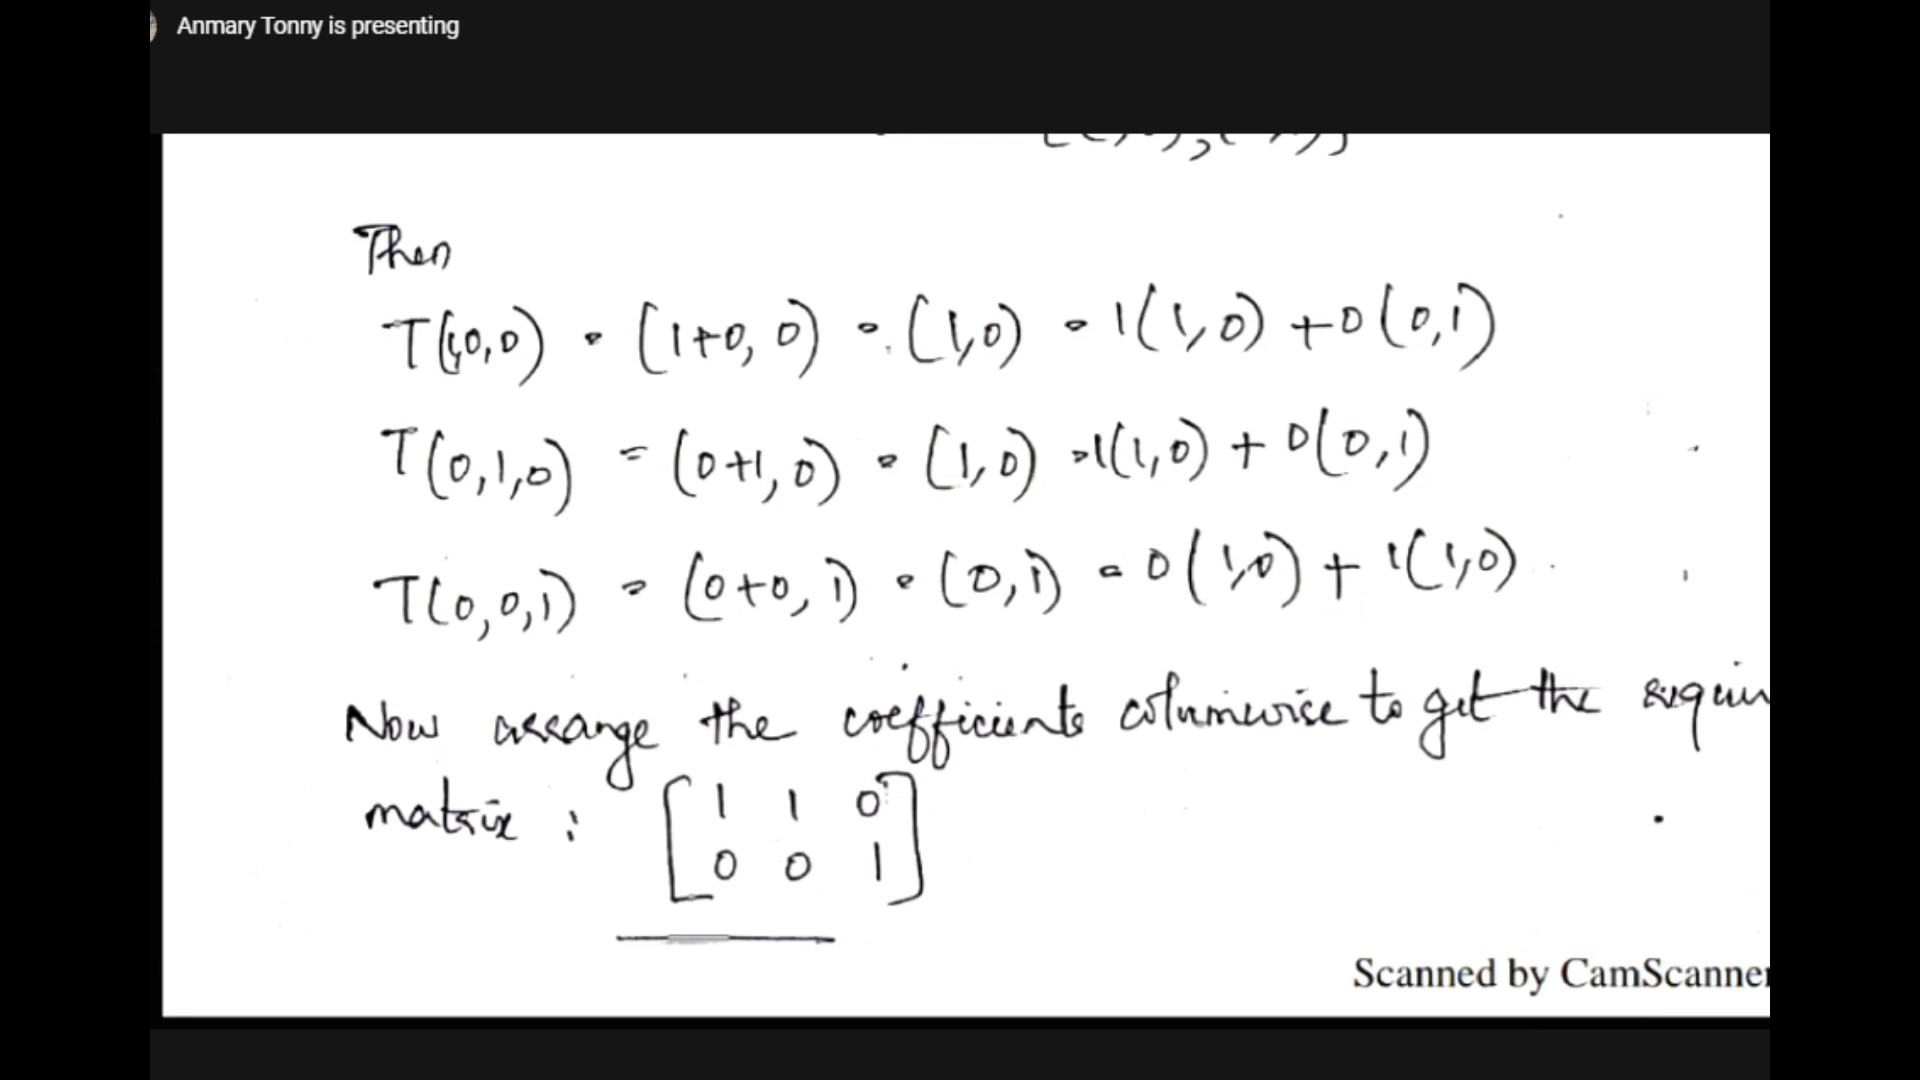 Anmary Tonny is presenting
Then
T(1,0,0) = (1+0, 0) = (1,0) = 1(1,0) + 0(0,1)
T(0,1,0) = (0+1, 0) = (1,0) = 1(1,0) + 0(0,1)
T(0,0,1) = (0+0, 1) = (0,1) = 0(1,0) + 1(1,0)
Now arrange the coefficients columnwise to get the requir
matrix : [1 1 0
0 0 1]
Scanned by CamScanner